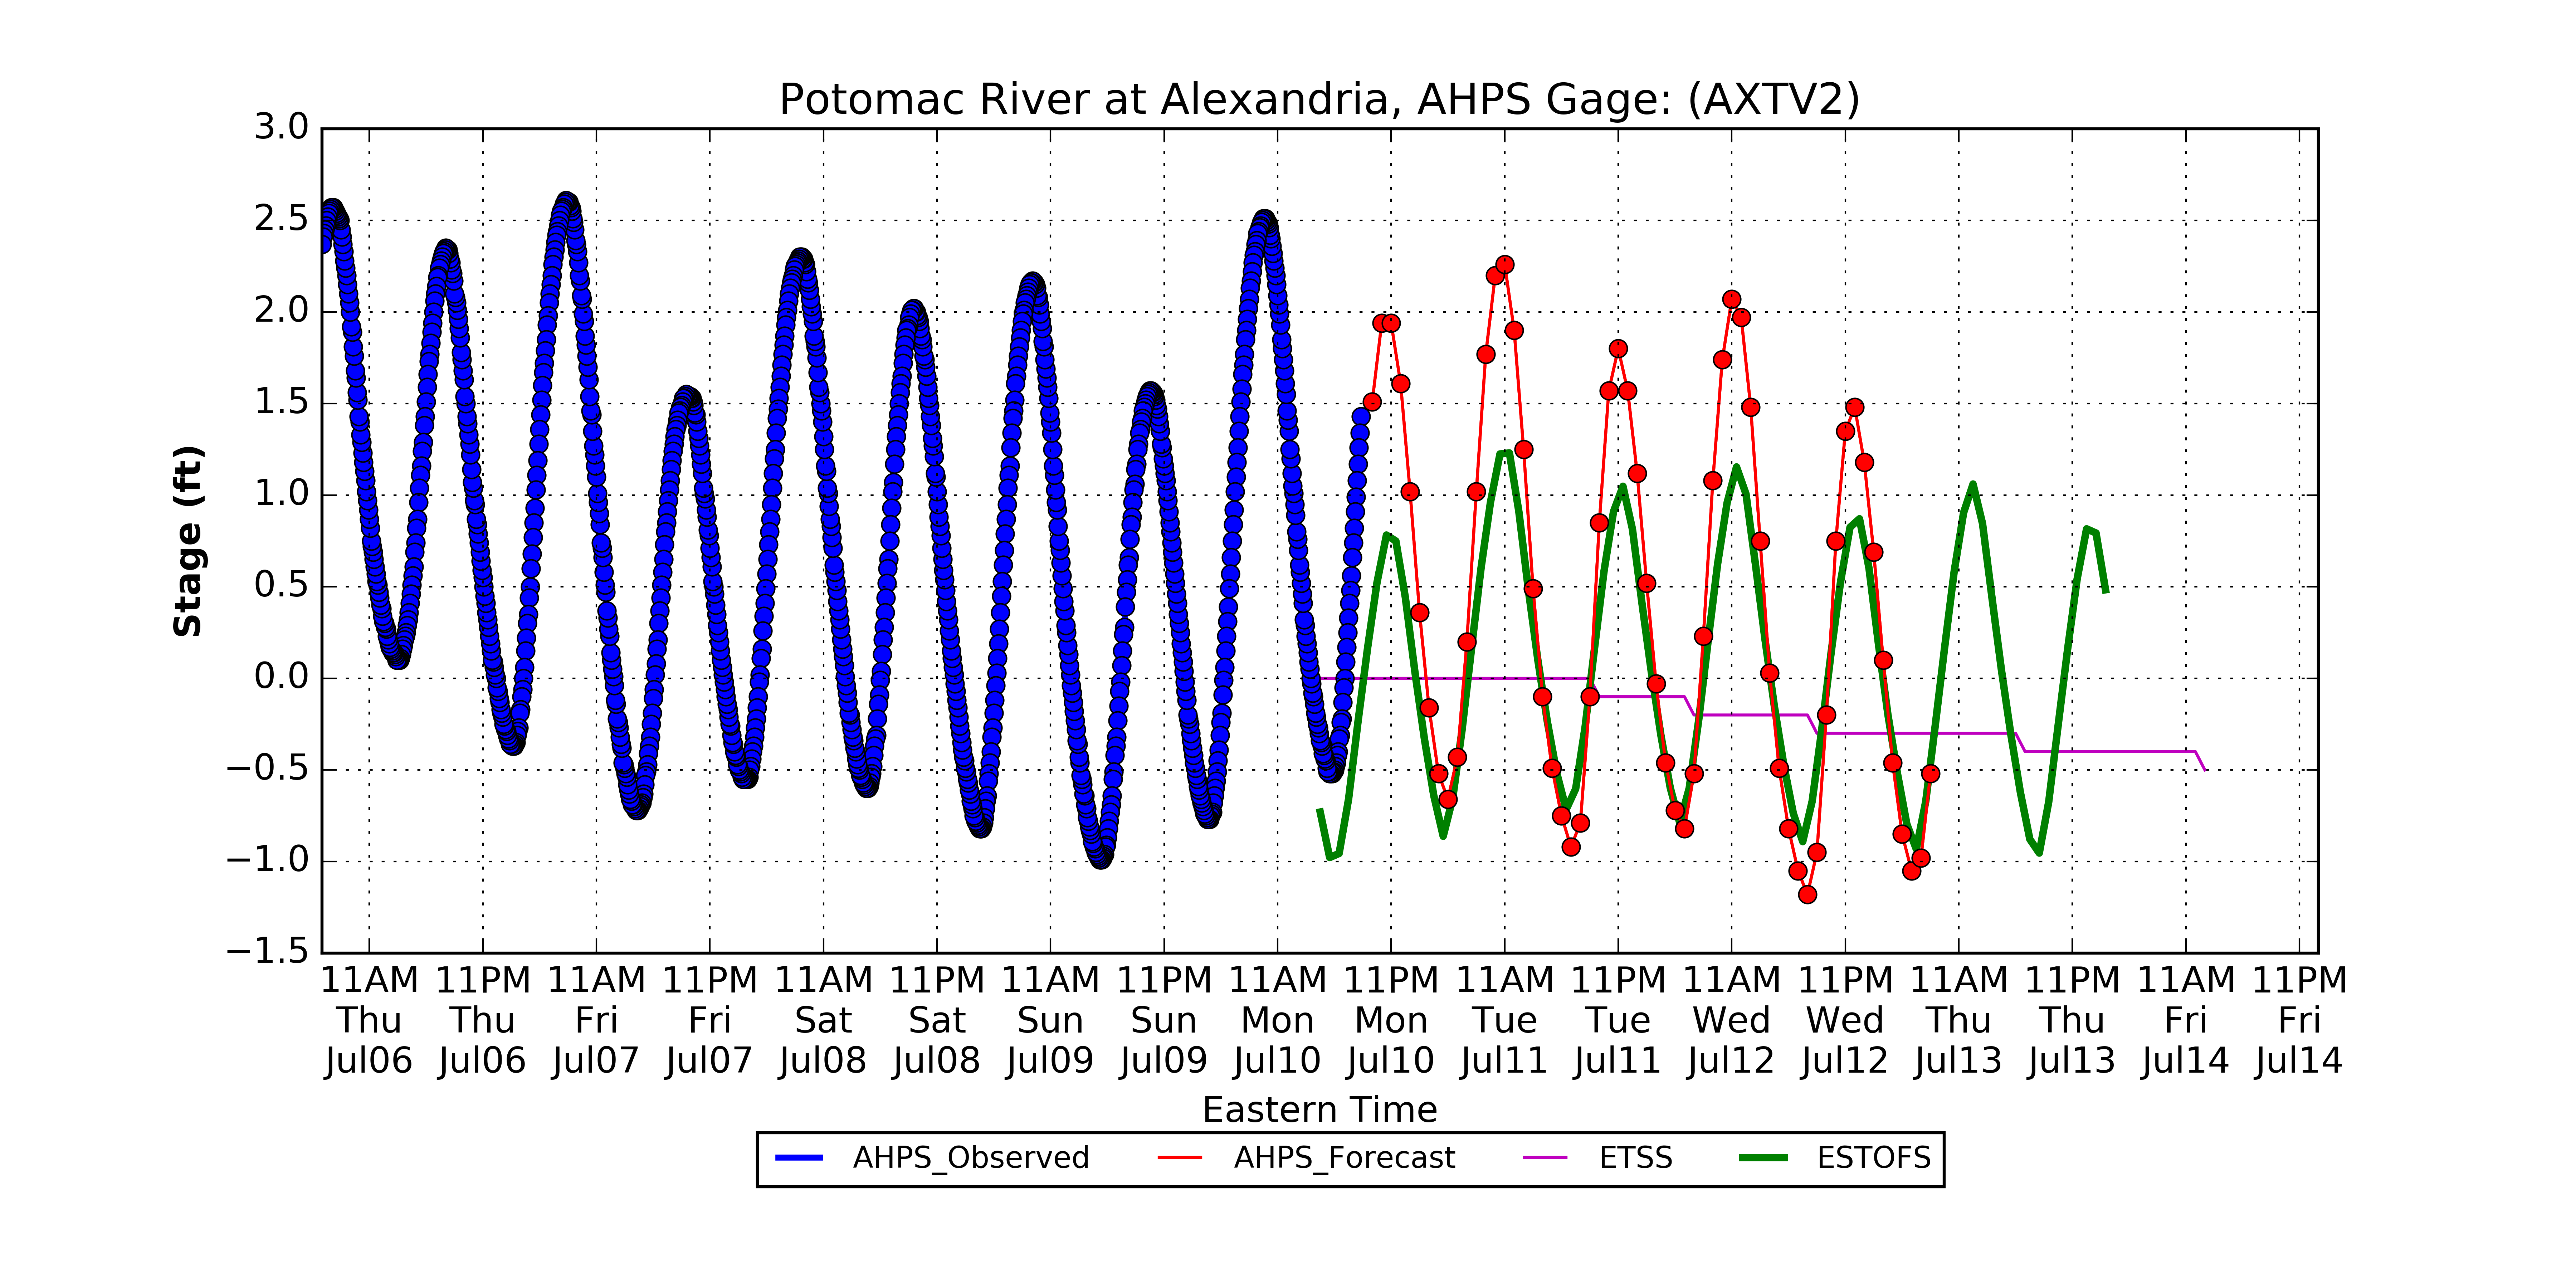 Potomac River at Alexandria, AHPS Gage: (AXTV2)
3.0
2.5
2.0
1.5
1.0
0.5
0.0
−0.5
−1.0
−1.5
Stage (ft)
11AM 11PM 11AM 11PM 11AM 11PM 11AM 11PM 11AM 11PM 11AM 11PM 11AM 11PM 11AM 11PM 11AM 11PM
Thu Thu Fri Fri Sat Sat Sun Sun Mon Mon Tue Tue Wed Wed Thu Thu Fri Fri
Jul06 Jul06 Jul07 Jul07 Jul08 Jul08 Jul09 Jul09 Jul10 Jul10 Jul11 Jul11 Jul12 Jul12 Jul13 Jul13 Jul14 Jul14
Eastern Time
AHPS_Observed AHPS_Forecast ETSS ESTOFS